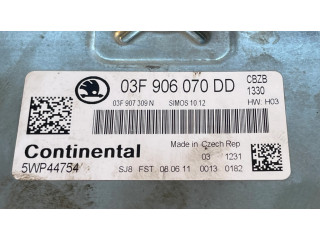 03F 906 070 DD
CBZB
1330
03F 907 309 N
SIMOS 10.12
HW: H03
Made in Czech Rep
Continental
03 1231
5WP44754
SJ8 FST 08.06.11 0013 0182